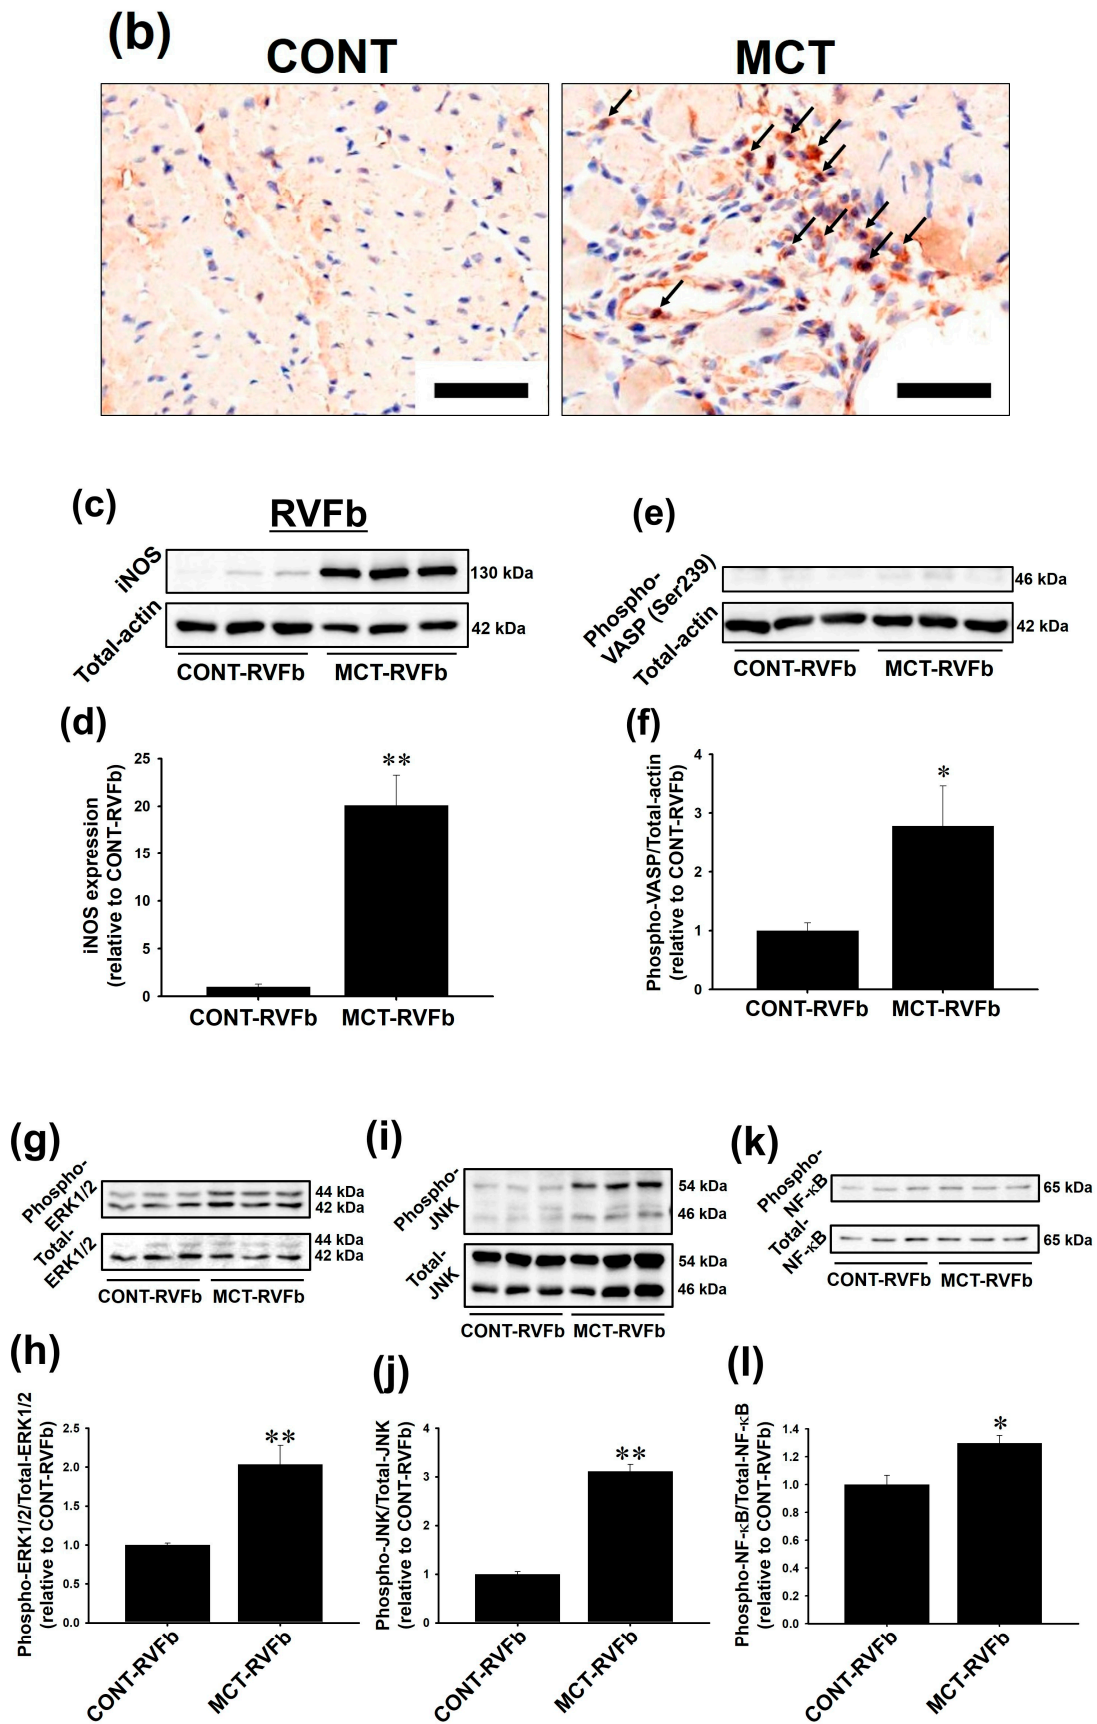 (b)
CONT
MCT
(c)
RVFb
iNOS
130 kDa
Total-actin
42 kDa
CONT-RVFb
MCT-RVFb
(e)
Phospho-
VASP (Ser239)
46 kDa
Total-actin
42 kDa
CONT-RVFb
MCT-RVFb
(d)
iNOS expression
(relative to CONT-RVFb)
25
20
15
10
5
0
**
CONT-RVFb
MCT-RVFb
(f)
Phospho-VASP/Total-actin
(relative to CONT-RVFb)
4
3
2
1
0
*
CONT-RVFb
MCT-RVFb
(g)
Phospho-
ERK1/2
44 kDa
42 kDa
Total-
ERK1/2
44 kDa
42 kDa
CONT-RVFb
MCT-RVFb
(i)
Phospho-
JNK
54 kDa
46 kDa
Total-
JNK
54 kDa
46 kDa
CONT-RVFb
MCT-RVFb
(k)
Phospho-
NF-κB
65 kDa
Total-
NF-κB
65 kDa
CONT-RVFb
MCT-RVFb
(h)
Phospho-ERK1/2/Total-ERK1/2
(relative to CONT-RVFb)
2.5
2.0
1.5
1.0
0.5
0.0
**
CONT-RVFb
MCT-RVFb
(j)
Phospho-JNK/Total-JNK
(relative to CONT-RVFb)
4
3
2
1
0
**
CONT-RVFb
MCT-RVFb
(l)
Phospho-NF-κB/Total-NF-κB
(relative to CONT-RVFb)
1.4
1.2
1.0
0.8
0.6
0.4
0.2
0.0
*
CONT-RVFb
MCT-RVFb